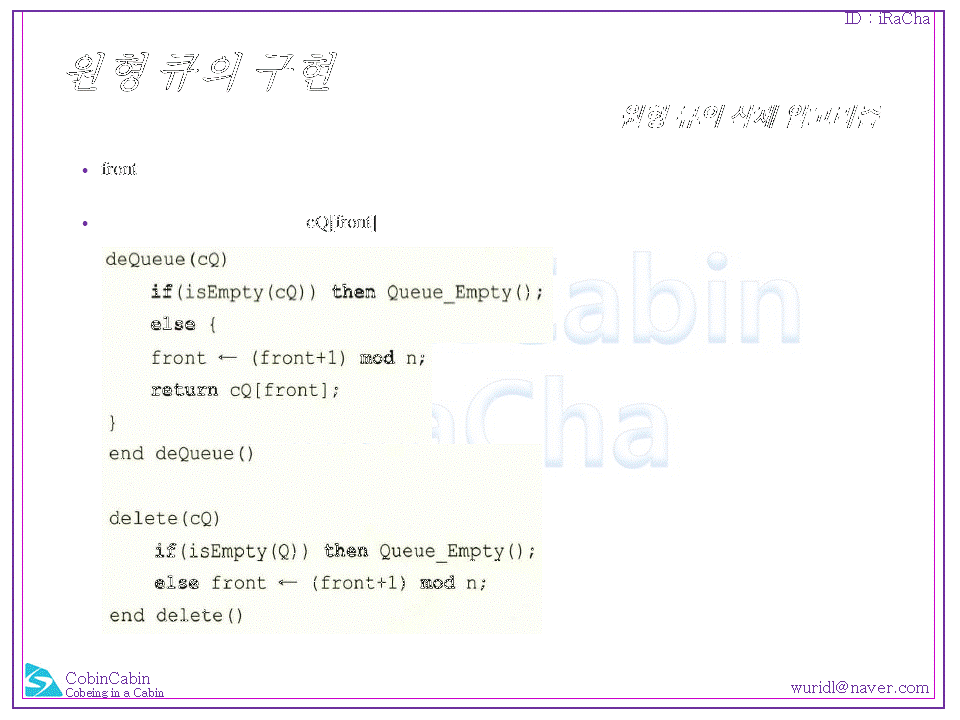 ID : iRaCha
원형 큐의 구현
원형 큐의 삭제 알고리즘
• front
• cQ[front]
deQueue(cQ)
if(isEmpty(cQ)) then Queue_Empty();
else {
front ← (front+1) mod n;
return cQ[front];
}
end deQueue()
delete(cQ)
if(isEmpty(Q)) then Queue_Empty();
else front ← (front+1) mod n;
end delete()
Cabin
aCha
CobinCabin
Cobeing in a Cabin
wuridl@naver.com